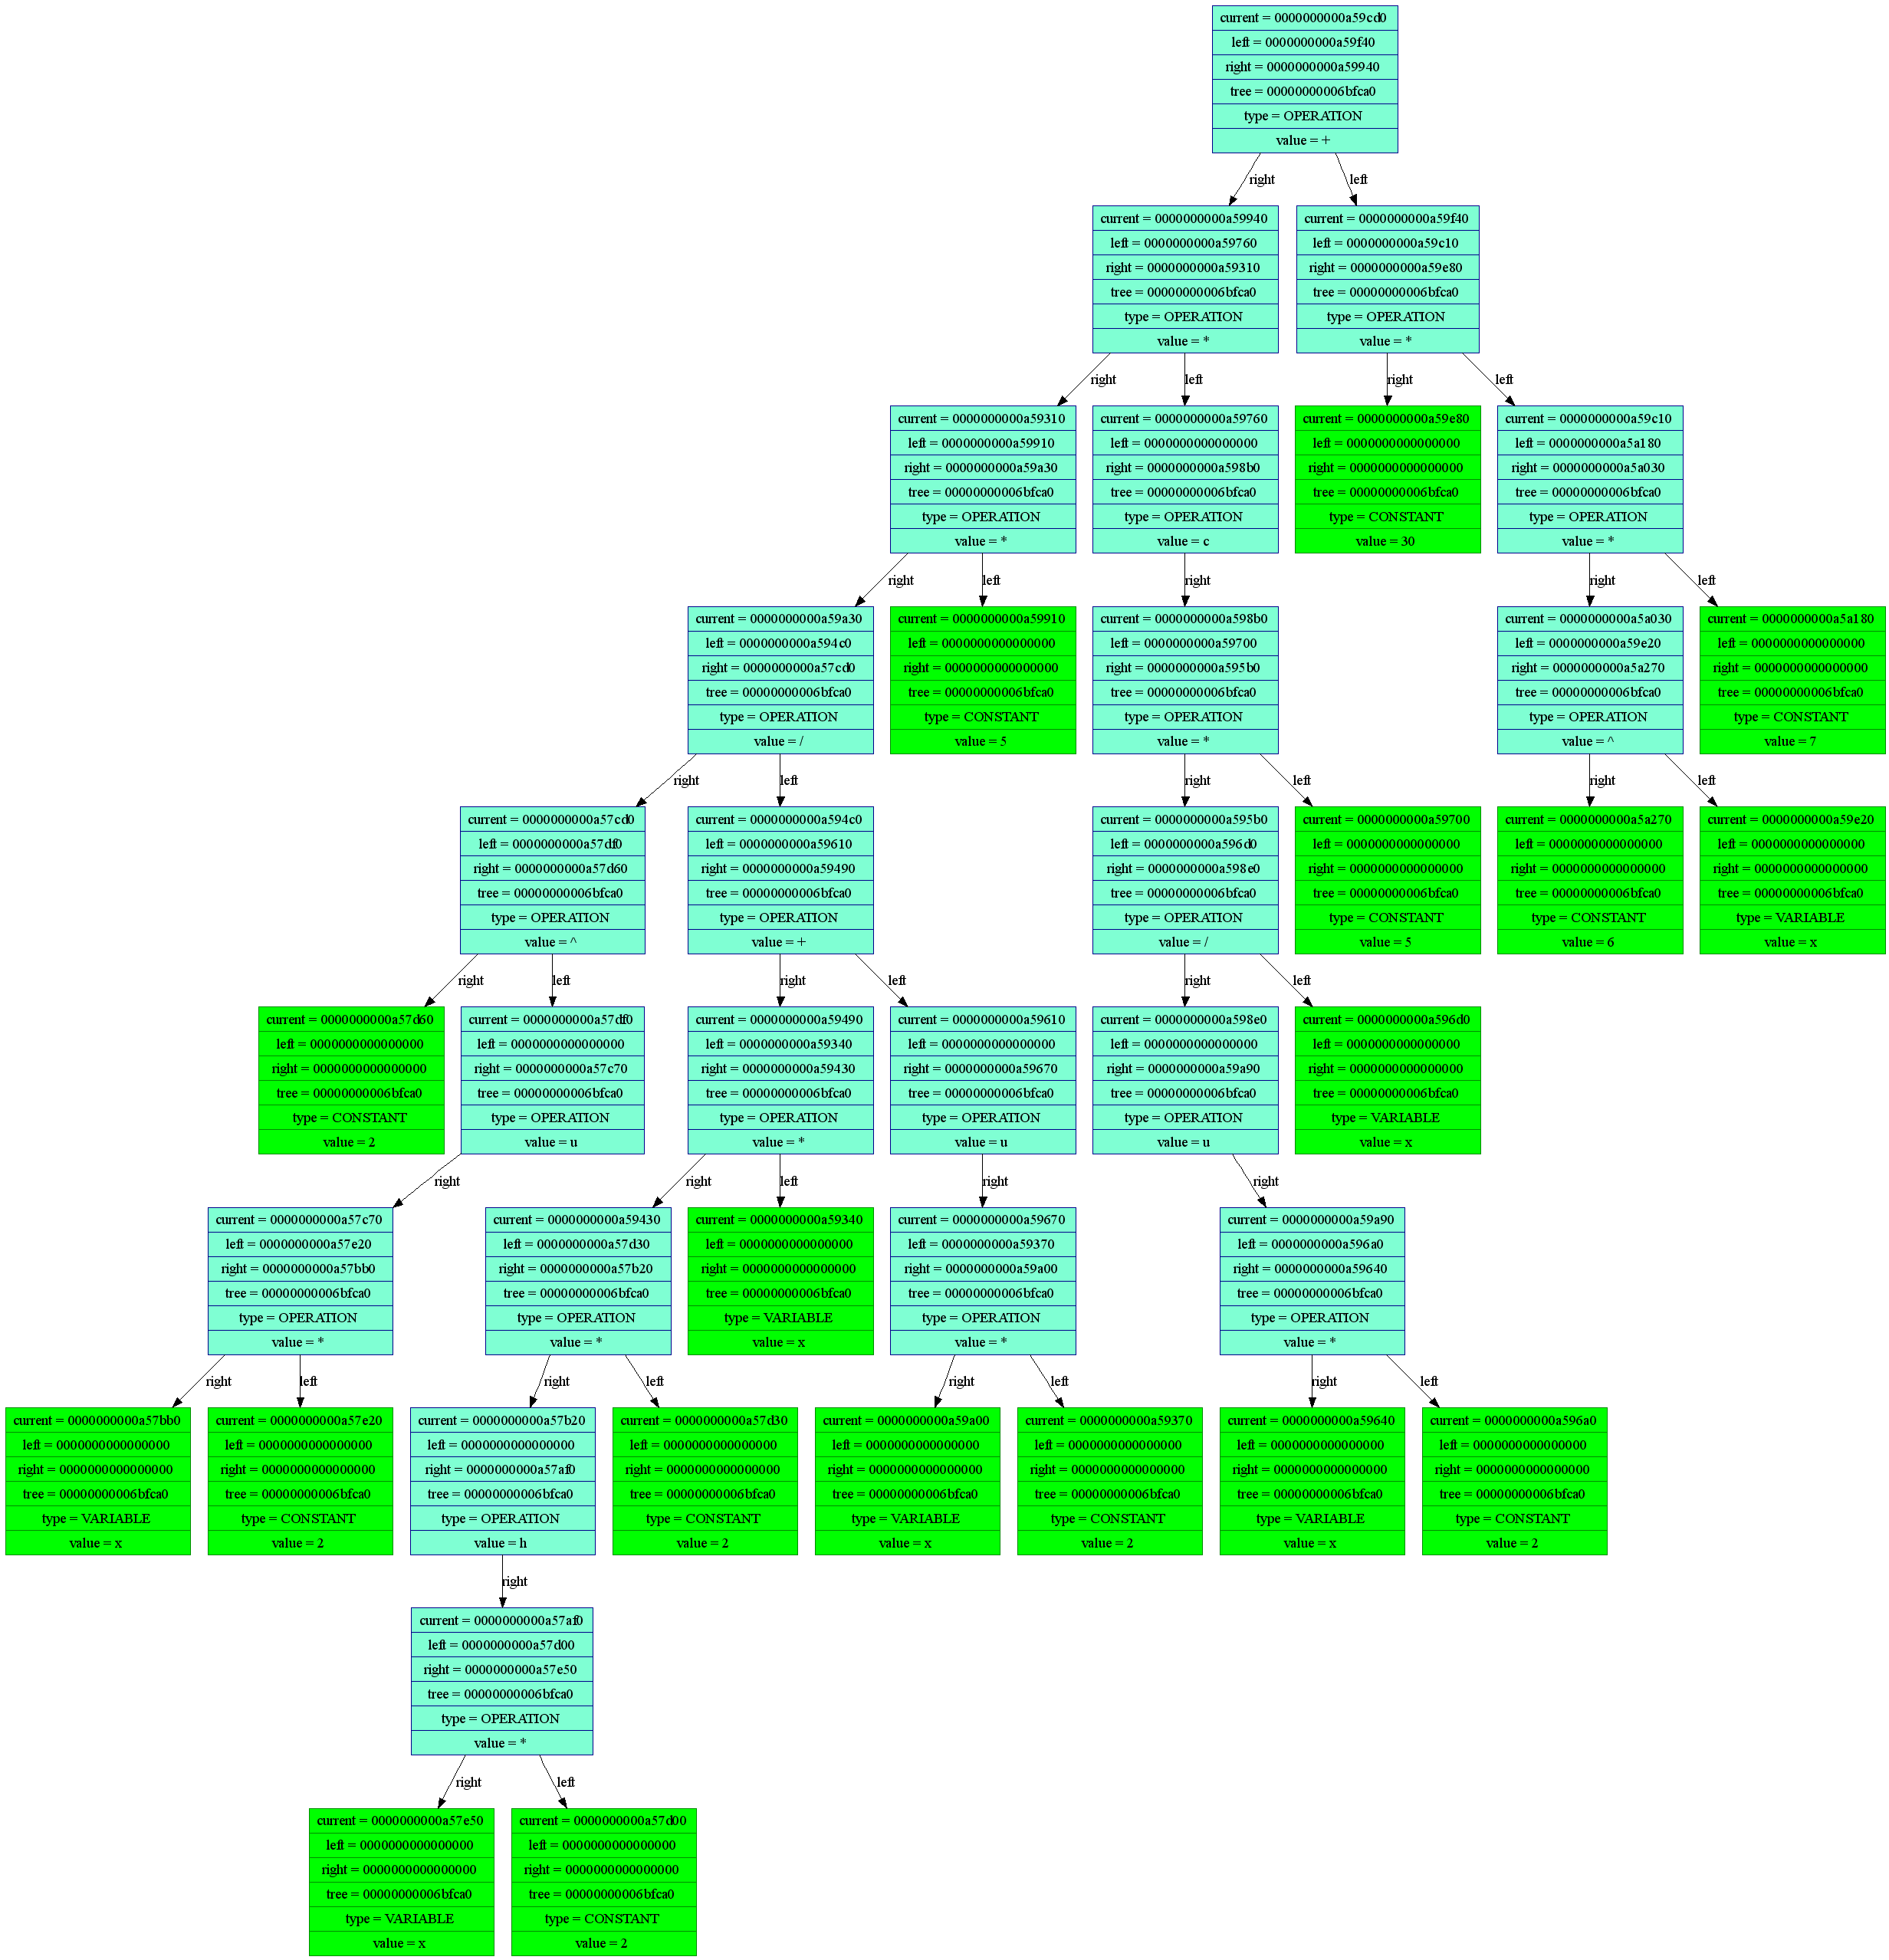 current = 0000000000a59cd0
left = 0000000000a59f40
right = 0000000000a59940
tree = 00000000006bfca0
type = OPERATION
value = +
right
left
current = 0000000000a59940
left = 0000000000a59760
right = 0000000000a59310
tree = 00000000006bfca0
type = OPERATION
value = *
current = 0000000000a59f40
left = 0000000000a59c10
right = 0000000000a59e80
tree = 00000000006bfca0
type = OPERATION
value = *
right
left
right
left
current = 0000000000a59310
left = 0000000000a59910
right = 0000000000a59a30
tree = 00000000006bfca0
type = OPERATION
value = *
current = 0000000000a59760
left = 0000000000000000
right = 0000000000a598b0
tree = 00000000006bfca0
type = OPERATION
value = c
current = 0000000000a59e80
left = 0000000000000000
right = 0000000000000000
tree = 00000000006bfca0
type = CONSTANT
value = 30
current = 0000000000a59c10
left = 0000000000a5a180
right = 0000000000a5a030
tree = 00000000006bfca0
type = OPERATION
value = *
right
left
right
right
left
current = 0000000000a59a30
left = 0000000000a594c0
right = 0000000000a57cd0
tree = 00000000006bfca0
type = OPERATION
value = /
current = 0000000000a59910
left = 0000000000000000
right = 0000000000000000
tree = 00000000006bfca0
type = CONSTANT
value = 5
current = 0000000000a598b0
left = 0000000000a59700
right = 0000000000a595b0
tree = 00000000006bfca0
type = OPERATION
value = *
current = 0000000000a5a030
left = 0000000000a59e20
right = 0000000000a5a270
tree = 00000000006bfca0
type = OPERATION
value = ^
current = 0000000000a5a180
left = 0000000000000000
right = 0000000000000000
tree = 00000000006bfca0
type = CONSTANT
value = 7
right
left
right
left
right
left
current = 0000000000a57cd0
left = 0000000000a57df0
right = 0000000000a57d60
tree = 00000000006bfca0
type = OPERATION
value = ^
current = 0000000000a594c0
left = 0000000000a59610
right = 0000000000a59490
tree = 00000000006bfca0
type = OPERATION
value = +
current = 0000000000a595b0
left = 0000000000a596d0
right = 0000000000a598e0
tree = 00000000006bfca0
type = OPERATION
value = /
current = 0000000000a59700
left = 0000000000000000
right = 0000000000000000
tree = 00000000006bfca0
type = CONSTANT
value = 5
current = 0000000000a5a270
left = 0000000000000000
right = 0000000000000000
tree = 00000000006bfca0
type = CONSTANT
value = 6
current = 0000000000a59e20
left = 0000000000000000
right = 0000000000000000
tree = 00000000006bfca0
type = VARIABLE
value = x
right
left
right
left
right
left
current = 0000000000a57d60
left = 0000000000000000
right = 0000000000000000
tree = 00000000006bfca0
type = CONSTANT
value = 2
current = 0000000000a57df0
left = 0000000000000000
right = 0000000000a57c70
tree = 00000000006bfca0
type = OPERATION
value = u
current = 0000000000a59490
left = 0000000000a59340
right = 0000000000a59430
tree = 00000000006bfca0
type = OPERATION
value = *
current = 0000000000a59610
left = 0000000000000000
right = 0000000000a59670
tree = 00000000006bfca0
type = OPERATION
value = u
current = 0000000000a598e0
left = 0000000000000000
right = 0000000000a59a90
tree = 00000000006bfca0
type = OPERATION
value = u
current = 0000000000a596d0
left = 0000000000000000
right = 0000000000000000
tree = 00000000006bfca0
type = VARIABLE
value = x
right
right
left
right
right
current = 0000000000a57c70
left = 0000000000a57e20
right = 0000000000a57bb0
tree = 00000000006bfca0
type = OPERATION
value = *
current = 0000000000a59430
left = 0000000000a57d30
right = 0000000000a57b20
tree = 00000000006bfca0
type = OPERATION
value = *
current = 0000000000a59340
left = 0000000000000000
right = 0000000000000000
tree = 00000000006bfca0
type = VARIABLE
value = x
current = 0000000000a59670
left = 0000000000a59370
right = 0000000000a59a00
tree = 00000000006bfca0
type = OPERATION
value = *
current = 0000000000a59a90
left = 0000000000a596a0
right = 0000000000a59640
tree = 00000000006bfca0
type = OPERATION
value = *
right
left
right
left
right
left
right
left
current = 0000000000a57bb0
left = 0000000000000000
right = 0000000000000000
tree = 00000000006bfca0
type = VARIABLE
value = x
current = 0000000000a57e20
left = 0000000000000000
right = 0000000000000000
tree = 00000000006bfca0
type = CONSTANT
value = 2
current = 0000000000a57b20
left = 0000000000000000
right = 0000000000a57af0
tree = 00000000006bfca0
type = OPERATION
value = h
current = 0000000000a57d30
left = 0000000000000000
right = 0000000000000000
tree = 00000000006bfca0
type = CONSTANT
value = 2
current = 0000000000a59a00
left = 0000000000000000
right = 0000000000000000
tree = 00000000006bfca0
type = VARIABLE
value = x
current = 0000000000a59370
left = 0000000000000000
right = 0000000000000000
tree = 00000000006bfca0
type = CONSTANT
value = 2
current = 0000000000a59640
left = 0000000000000000
right = 0000000000000000
tree = 00000000006bfca0
type = VARIABLE
value = x
current = 0000000000a596a0
left = 0000000000000000
right = 0000000000000000
tree = 00000000006bfca0
type = CONSTANT
value = 2
right
current = 0000000000a57af0
left = 0000000000a57d00
right = 0000000000a57e50
tree = 00000000006bfca0
type = OPERATION
value = *
right
left
current = 0000000000a57e50
left = 0000000000000000
right = 0000000000000000
tree = 00000000006bfca0
type = VARIABLE
value = x
current = 0000000000a57d00
left = 0000000000000000
right = 0000000000000000
tree = 00000000006bfca0
type = CONSTANT
value = 2